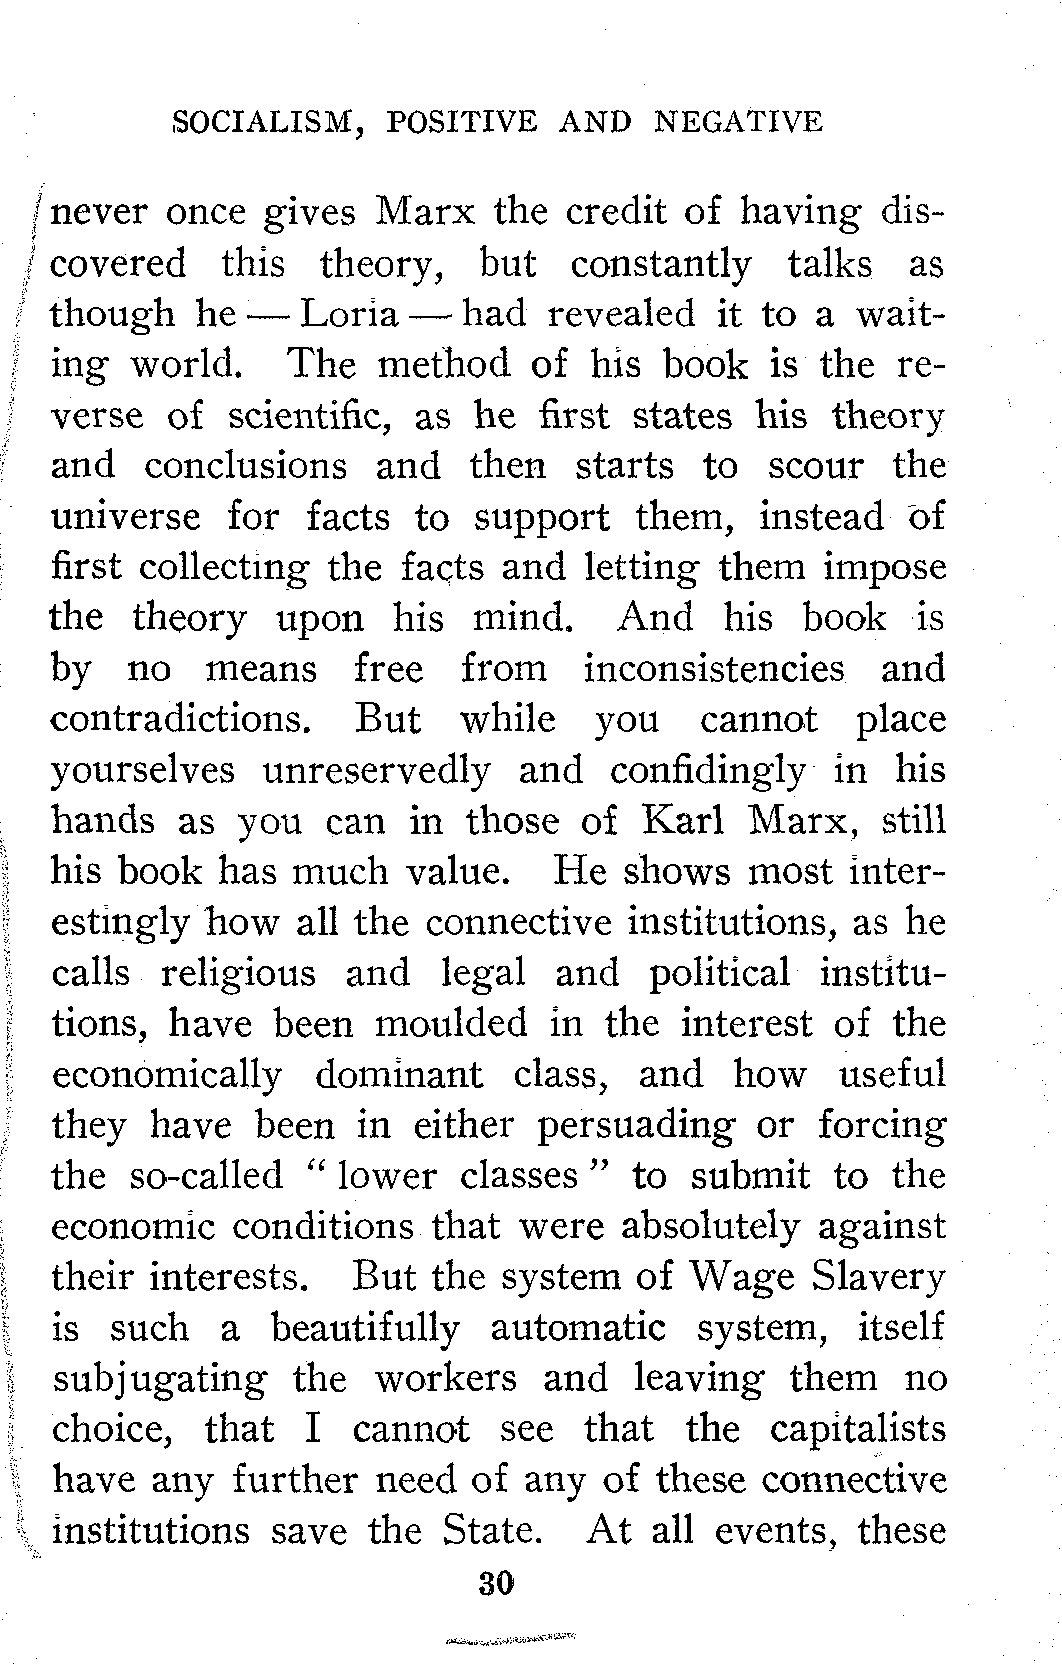 SOCIALISM, POSITIVE AND NEGATIVE
never once gives Marx the credit of having dis-
covered this theory, but constantly talks as
though he — Loria — had revealed it to a wait-
ing world. The method of his book is the re-
verse of scientific, as he first states his theory
and conclusions and then starts to scour the
universe for facts to support them, instead of
first collecting the facts and letting them impose
the theory upon his mind. And his book is
by no means free from inconsistencies and
contradictions. But while you cannot place
yourselves unreservedly and confidingly in his
hands as you can in those of Karl Marx, still
his book has much value. He shows most inter-
estingly how all the connective institutions, as he
calls religious and legal and political institu-
tions, have been moulded in the interest of the
economically dominant class, and how useful
they have been in either persuading or forcing
the so-called " lower classes " to submit to the
economic conditions that were absolutely against
their interests. But the system of Wage Slavery
is such a beautifully automatic system, itself
subjugating the workers and leaving them no
choice, that I cannot see that the capitalists
have any further need of any of these connective
institutions save the State. At all events, these
30